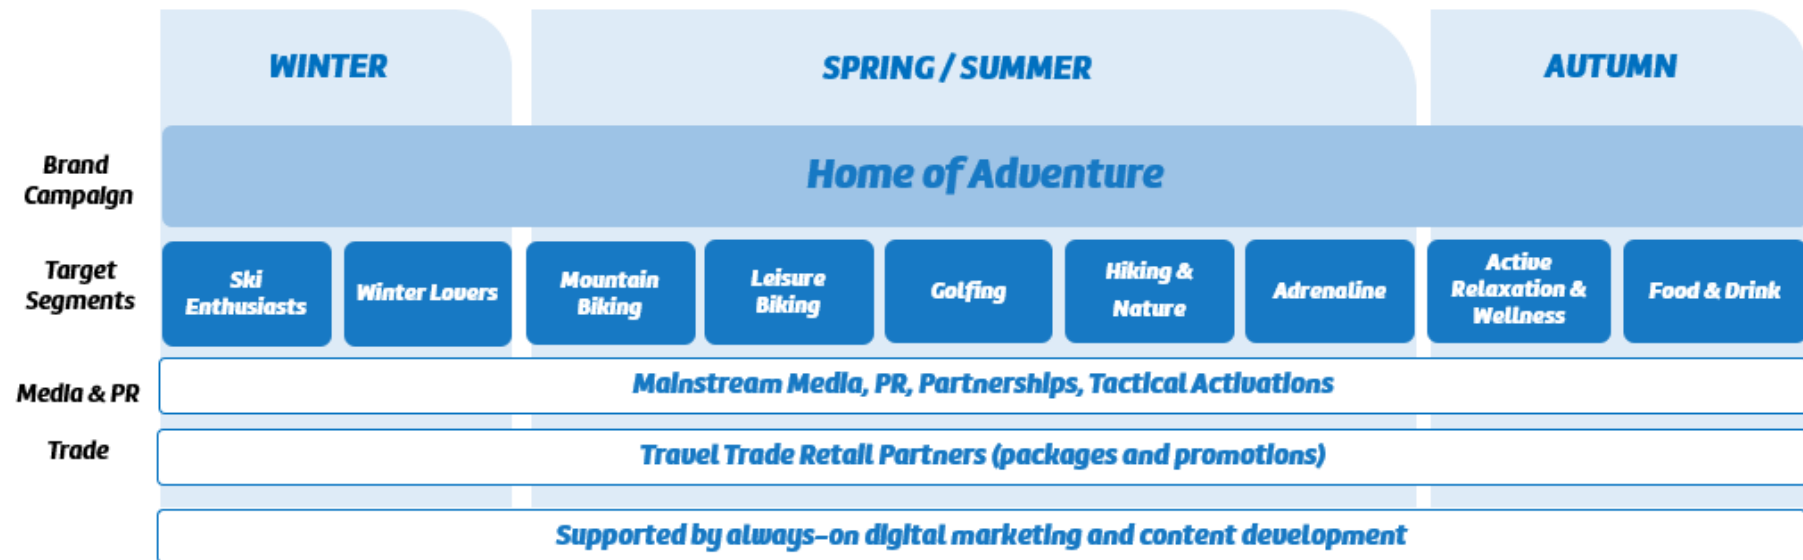 WINTER
SPRING / SUMMER
AUTUMN
Brand
Campaign
Home of Adventure
Target
Segments
Ski
Enthusiasts
Winter Lovers
Mountain
Biking
Leisure
Biking
Golfing
Hiking &
Nature
Adrenaline
Active
Relaxation &
Wellness
Food & Drink
Media & PR
Mainstream Media, PR, Partnerships, Tactical Activations
Trade
Travel Trade Retail Partners (packages and promotions)
Supported by always-on digital marketing and content development